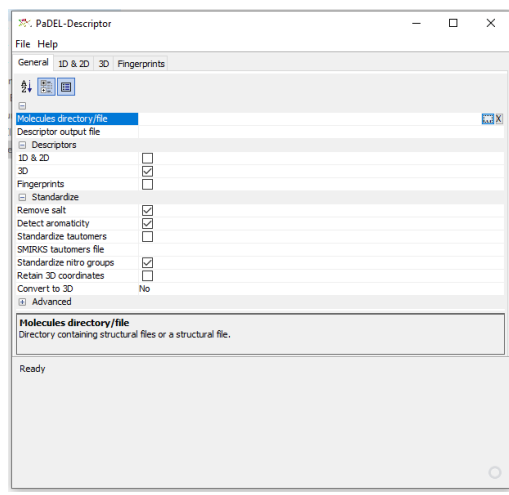 PaDEL-Descriptor
File Help
General 1D & 2D 3D Fingerprints
Molecules directory/file ... X
Descriptor output file
Descriptors
1D & 2D
3D
Fingerprints
Standardize
Remove salt
Detect aromaticity
Standardize tautomers
SMIRKS tautomers file
Standardize nitro groups
Retain 3D coordinates
Convert to 3D No
Advanced
Molecules directory/file
Directory containing structural files or a structural file.
Ready